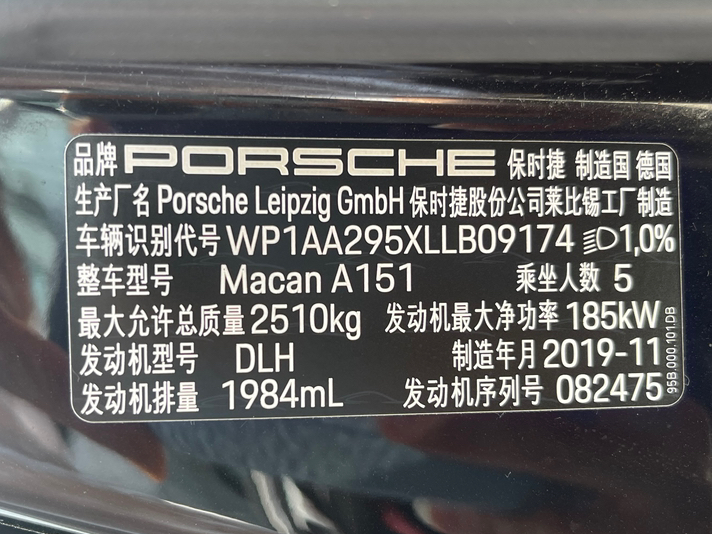 品牌 PORSCHE 保时捷 制造国 德国
生产厂名 Porsche Leipzig GmbH 保时捷股份公司莱比锡工厂制造
车辆识别代号 WP1AA295XLLB09174 1,0%
整车型号 Macan A151 乘坐人数 5
最大允许总质量 2510kg 发动机最大净功率 185kW
发动机型号 DLH 制造年月 2019-11
发动机排量 1984mL 发动机序列号 082475
95B.000.101.DB